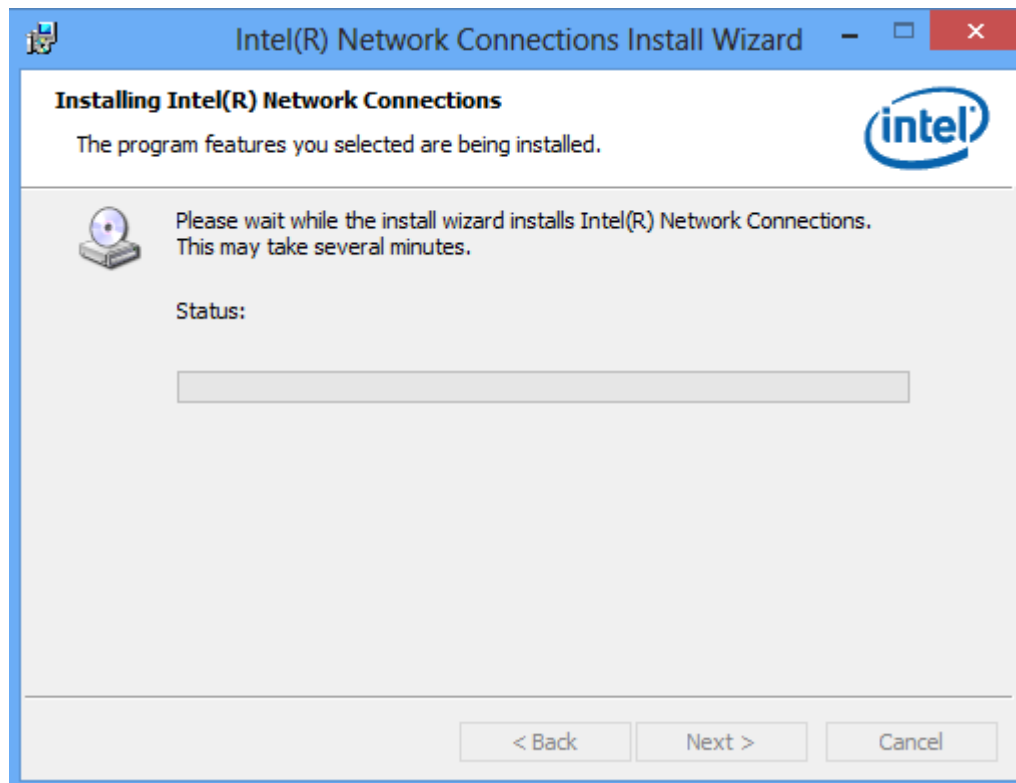 Intel(R) Network Connections Install Wizard
Installing Intel(R) Network Connections
The program features you selected are being installed.
intel
Please wait while the install wizard installs Intel(R) Network Connections.
This may take several minutes.
Status:
< Back Next > Cancel